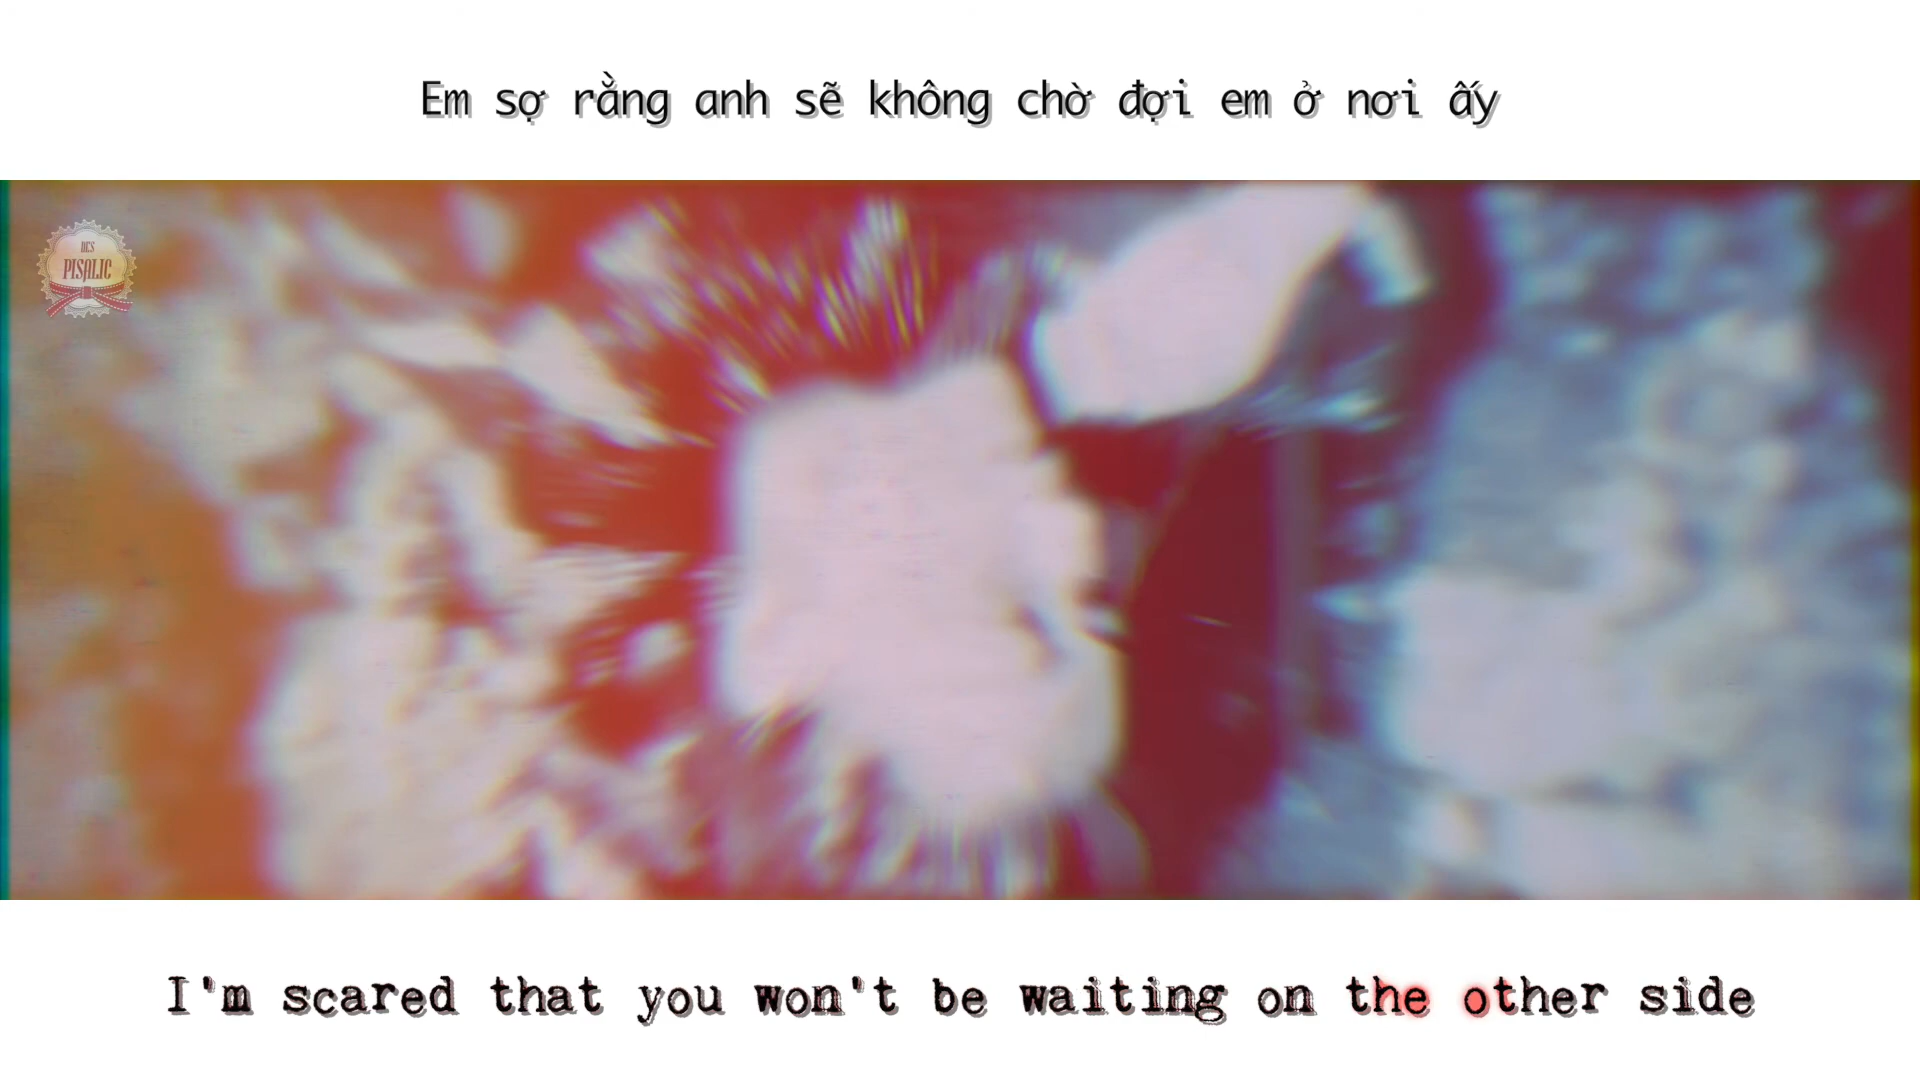 Em sợ rằng anh sẽ không chờ đợi em ở nơi ấy
PISALIC
I'm scared that you won't be waiting on the other side